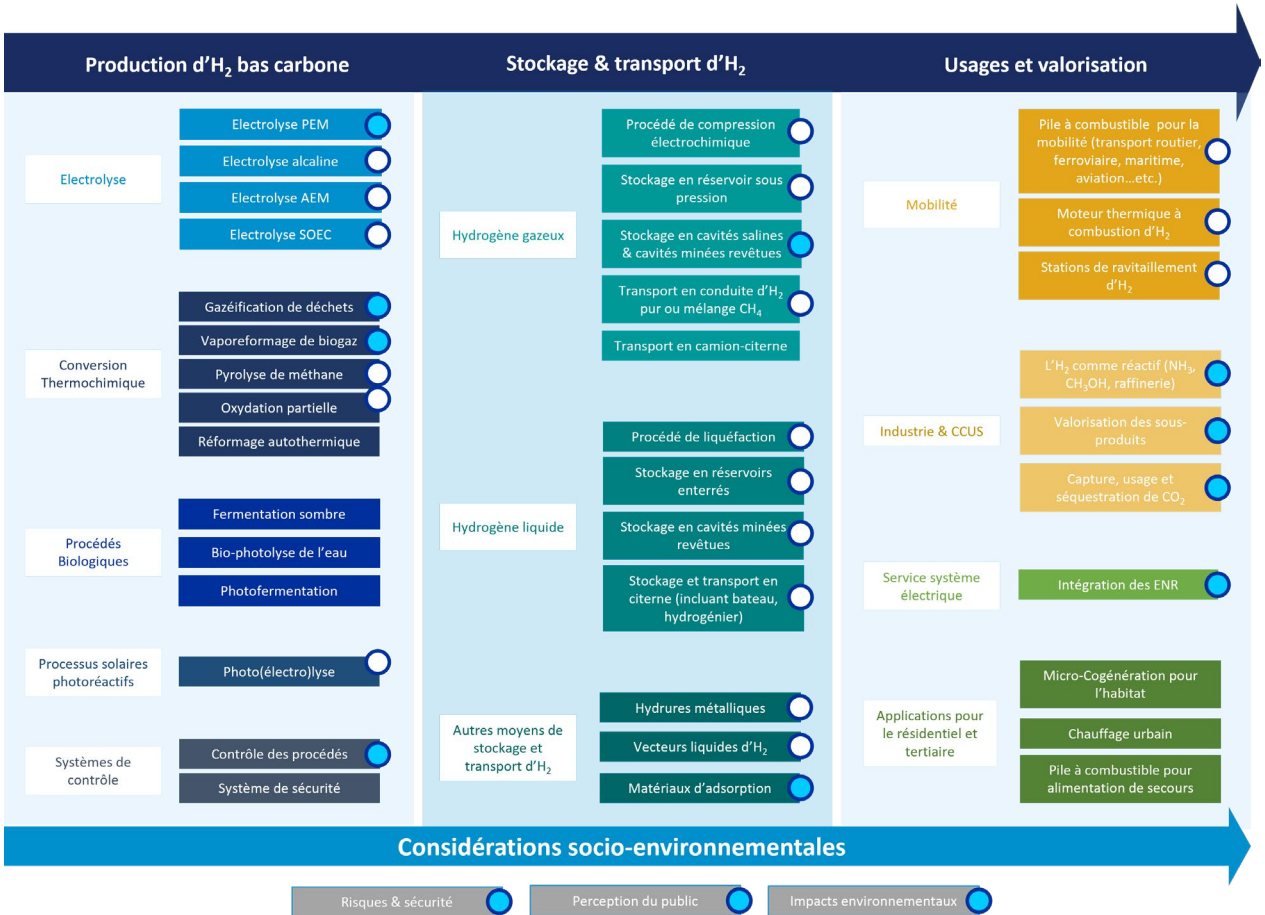 Production d'H₂ bas carbone
Stockage & transport d'H₂
Usages et valorisation
Electrolyse
Electrolyse PEM
Electrolyse alcaline
Electrolyse AEM
Electrolyse SOEC
Conversion
Thermochimique
Gazéification de déchets
Vaporeformage de biogaz
Pyrolyse de méthane
Oxydation partielle
Réformage autothermique
Procédés
Biologiques
Fermentation sombre
Bio-photolyse de l'eau
Photofermentation
Processus solaires
photoréactifs
Photo(électro)lyse
Systèmes de
contrôle
Contrôle des procédés
Système de sécurité
Hydrogène gazeux
Procédé de compression
électrochimique
Stockage en réservoir sous
pression
Stockage en cavités salines
& cavités minées revêtues
Transport en conduite d'H₂
pur ou mélange CH₄
Transport en camion-citerne
Hydrogène liquide
Procédé de liquéfaction
Stockage en réservoirs
enterrés
Stockage en cavités minées
revêtues
Stockage et transport en
citerne (incluant bateau,
hydrogénier)
Autres moyens de
stockage et
transport d'H₂
Hydrures métalliques
Vecteurs liquides d'H₂
Matériaux d'adsorption
Mobilité
Pile à combustible pour la
mobilité (transport routier,
ferroviaire, maritime,
aviation...etc.)
Moteur thermique à
combustion d'H₂
Stations de ravitaillement
d'H₂
Industrie & CCUS
L'H₂ comme réactif (NH₃,
CH₃OH, raffinerie)
Valorisation des sous-
produits
Capture, usage et
séquestration de CO₂
Service système
électrique
Intégration des ENR
Applications pour
le résidentiel et
tertiaire
Micro-Cogénération pour
l'habitat
Chauffage urbain
Pile à combustible pour
alimentation de secours
Considérations socio-environnementales
Risques & sécurité
Perception du public
Impacts environnementaux